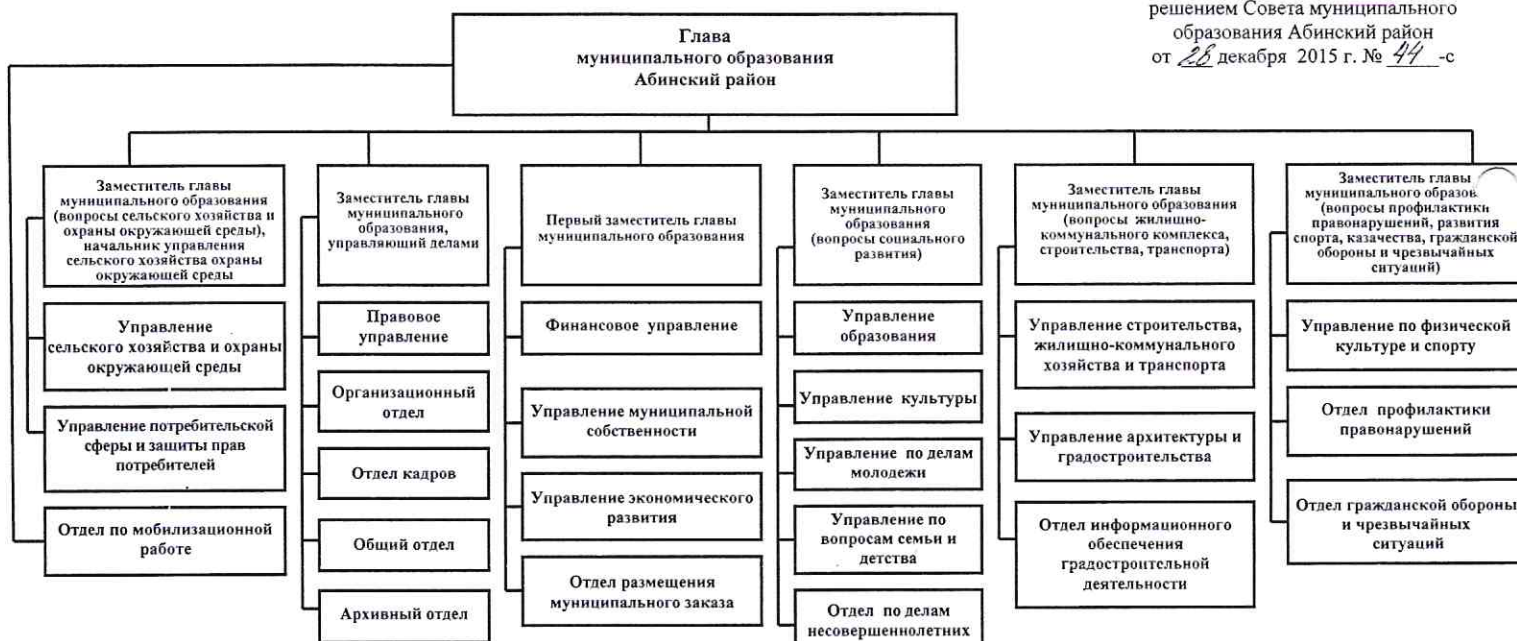 решением Совета муниципального
образования Абинский район
от 28 декабря 2015 г. № 44 -с
Глава
муниципального образования
Абинский район
Заместитель главы
муниципального образования
(вопросы сельского хозяйства и
охраны окружающей среды),
начальник управления
сельского хозяйства охраны
окружающей среды
Управление
сельского хозяйства и охраны
окружающей среды
Управление потребительской
сферы и защиты прав
потребителей
Отдел по мобилизационной
работе
Заместитель главы
муниципального
образования,
управляющий делами
Правовое
управление
Организационный
отдел
Отдел кадров
Общий отдел
Архивный отдел
Первый заместитель главы
муниципального образования
Финансовое управление
Управление муниципальной
собственности
Управление экономического
развития
Отдел размещения
муниципального заказа
Заместитель главы
муниципального
образования
(вопросы социального
развития)
Управление
образования
Управление культуры
Управление по делам
молодежи
Управление по
вопросам семьи и
детства
Отдел по делам
несовершеннолетних
Заместитель главы
муниципального образования
(вопросы жилищно-
коммунального комплекса,
строительства, транспорта)
Управление строительства,
жилищно-коммунального
хозяйства и транспорта
Управление архитектуры и
градостроительства
Отдел информационного
обеспечения
градостроительной
деятельности
Заместитель главы
муниципального образов
(вопросы профилактики
правонарушений, развития
спорта, казачества, гражданской
обороны и чрезвычайных
ситуаций)
Управление по физической
культуре и спорту
Отдел профилактики
правонарушений
Отдел гражданской обороны
и чрезвычайных
ситуаций